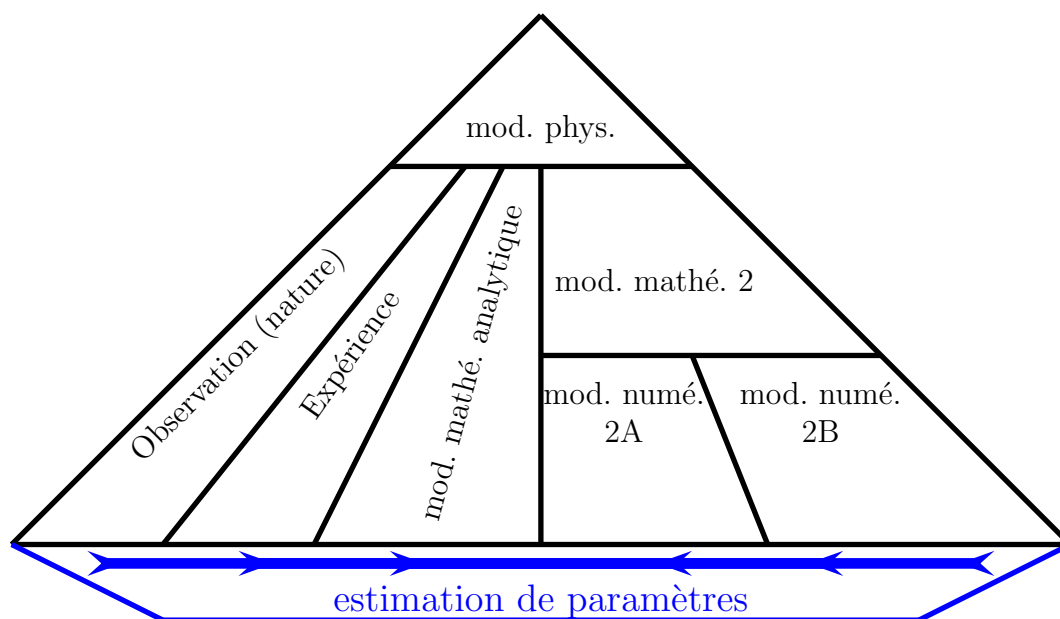 mod. phys.
Observation (nature)
Expérience
mod. mathé. analytique
mod. mathé. 2
mod. numé.
2A
mod. numé.
2B
estimation de paramètres